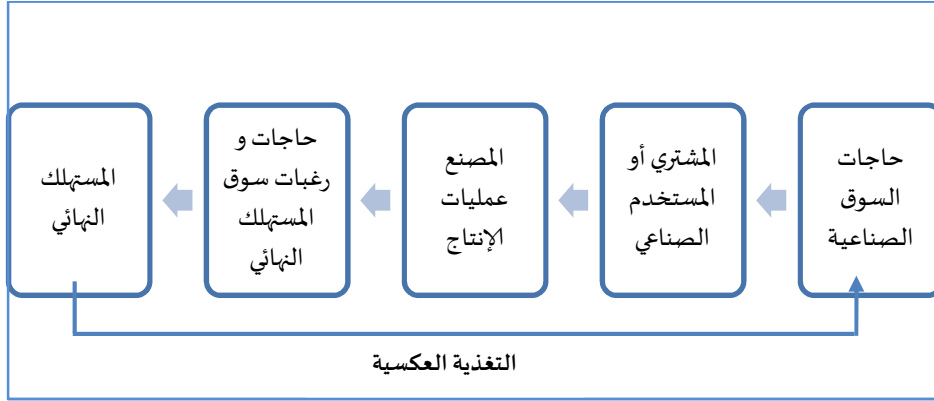 حاجات
السوق
الصناعية
المشتري أو
المستخدم
الصناعي
المصنع
عمليات
الإنتاج
حاجات و
رغبات سوق
المستهلك
النهائي
المستهلك
النهائي
التغذية العكسية